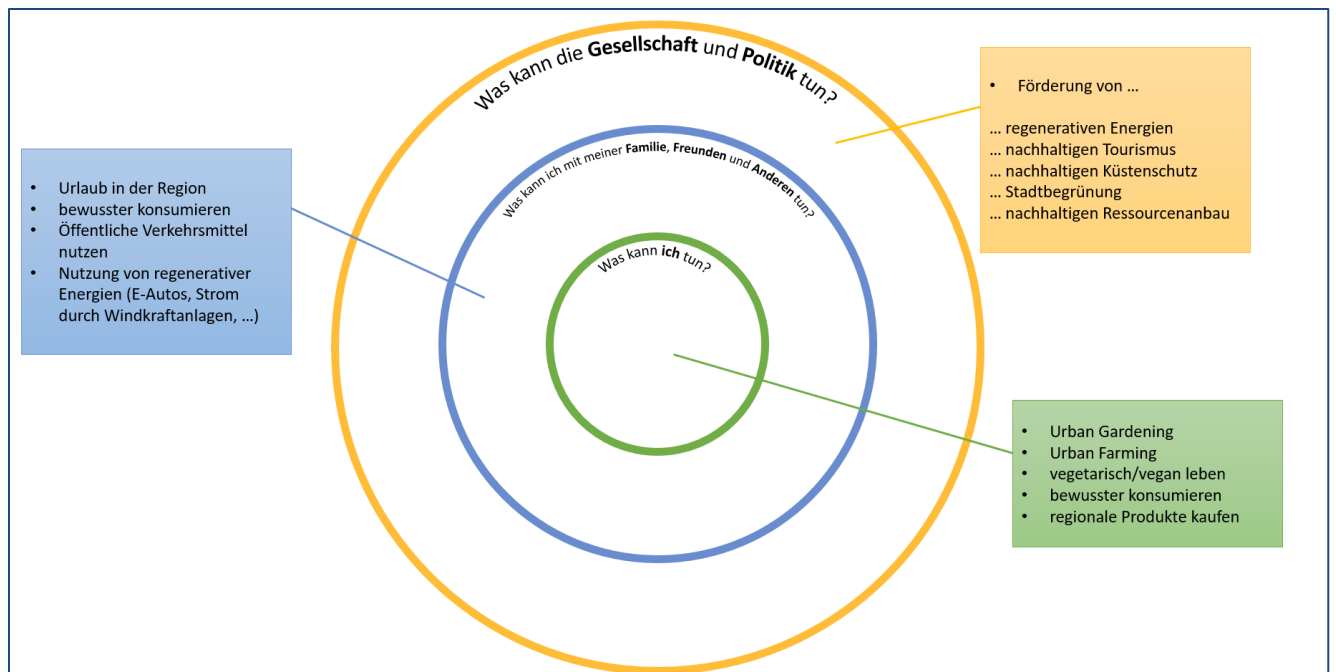 Was kann die Gesellschaft und Politik tun?
Was kann ich mit meiner Familie, Freunden und Anderen tun?
Was kann ich tun?
• Urlaub in der Region
• bewusster konsumieren
• Öffentliche Verkehrsmittel
nutzen
• Nutzung von regenerativer
Energien (E-Autos, Strom
durch Windkraftanlagen, …)
• Förderung von …
… regenerativen Energien
… nachhaltigen Tourismus
… nachhaltigen Küstenschutz
… Stadtbegrünung
… nachhaltigen Ressourcenanbau
• Urban Gardening
• Urban Farming
• vegetarisch/vegan leben
• bewusster konsumieren
• regionale Produkte kaufen